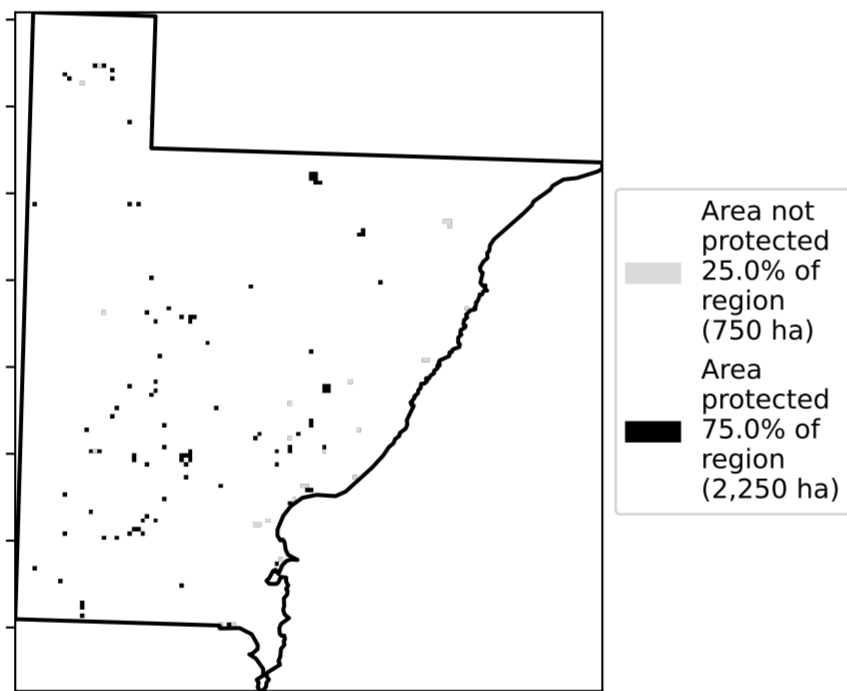 Area not
protected
25.0% of
region
(750 ha)
Area
protected
75.0% of
region
(2,250 ha)